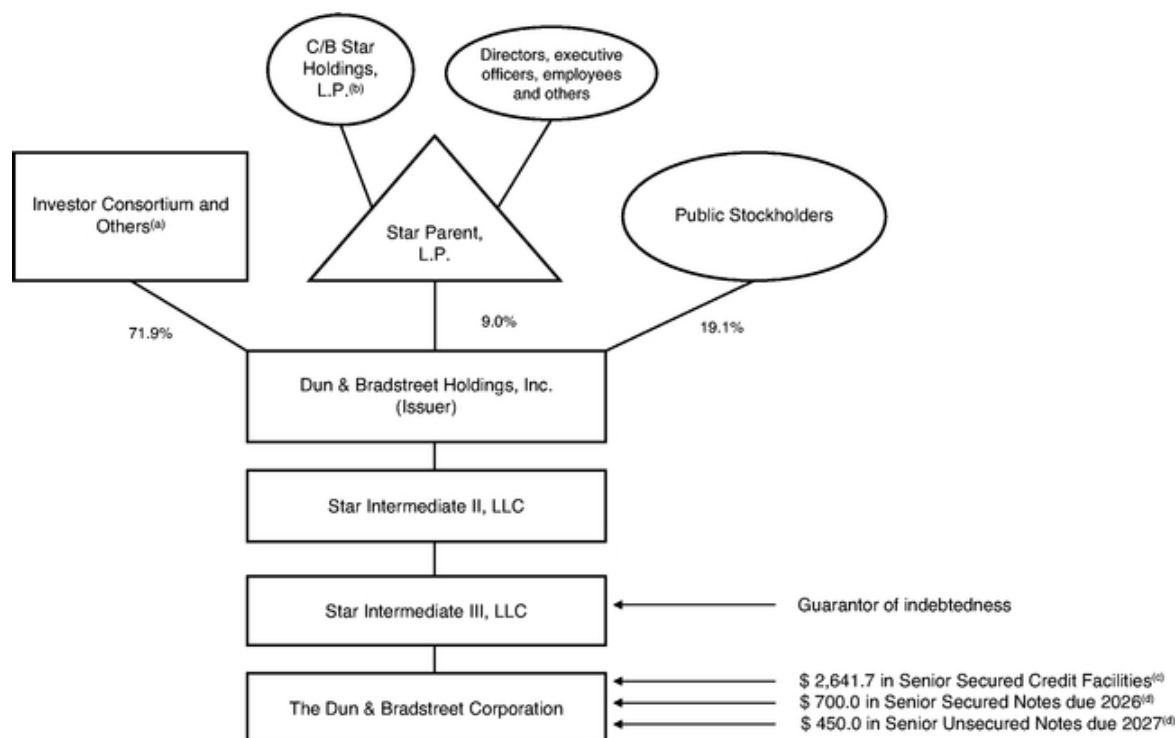 C/B Star
Holdings,
L.P.(b)
Directors, executive
officers, employees
and others
Investor Consortium and
Others(a)
Star Parent,
L.P.
Public Stockholders
71.9%
9.0%
19.1%
Dun & Bradstreet Holdings, Inc.
(Issuer)
Star Intermediate II, LLC
Star Intermediate III, LLC
Guarantor of indebtedness
The Dun & Bradstreet Corporation
$ 2,641.7 in Senior Secured Credit Facilities(c)
$ 700.0 in Senior Secured Notes due 2026(d)
$ 450.0 in Senior Unsecured Notes due 2027(d)